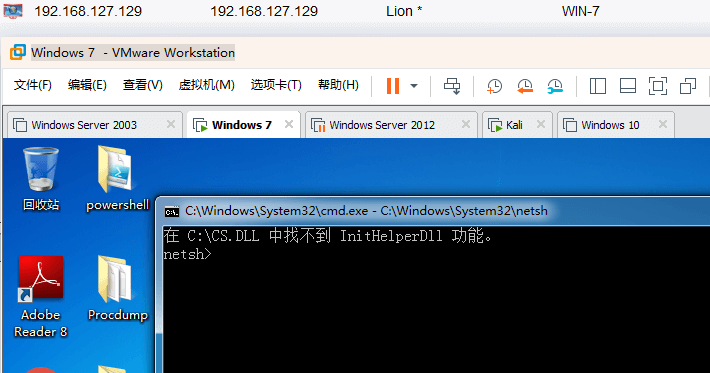 192.168.127.129 192.168.127.129 Lion * WIN-7
Windows 7 - VMware Workstation
文件(F) 编辑(E) 查看(V) 虚拟机(M) 选项卡(T) 帮助(H)
Windows Server 2003 Windows 7 Windows Server 2012 Kali Windows 10
回收站 powershell
C:\Windows\System32\cmd.exe - C:\Windows\System32\netsh
在 C:\CS.DLL 中找不到 InitHelperDll 功能。
netsh>
Adobe
Reader 8
Procdump